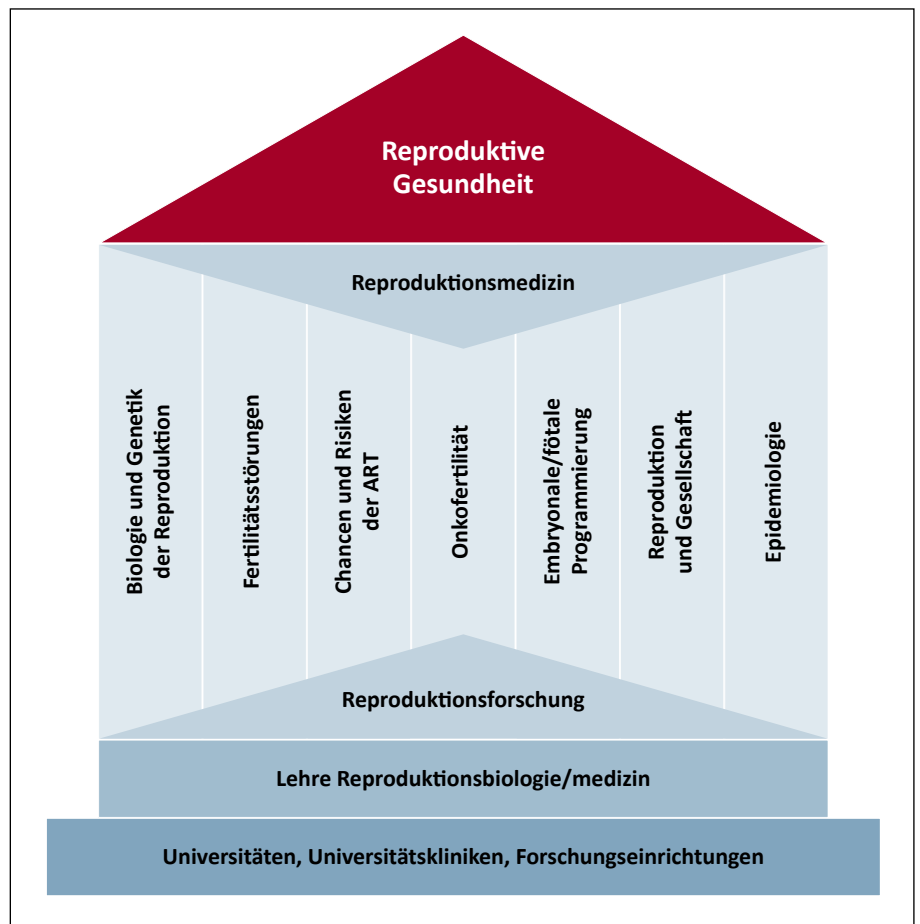 Reproduktive
Gesundheit
Reproduktionsmedizin
Biologie und Genetik
der Reproduktion
Fertilitätsstörungen
Chancen und Risiken
der ART
Onkofertilität
Embryonale/fötale
Programmierung
Reproduktion
und Gesellschaft
Epidemiologie
Reproduktionsforschung
Lehre Reproduktionsbiologie/medizin
Universitäten, Universitätskliniken, Forschungseinrichtungen